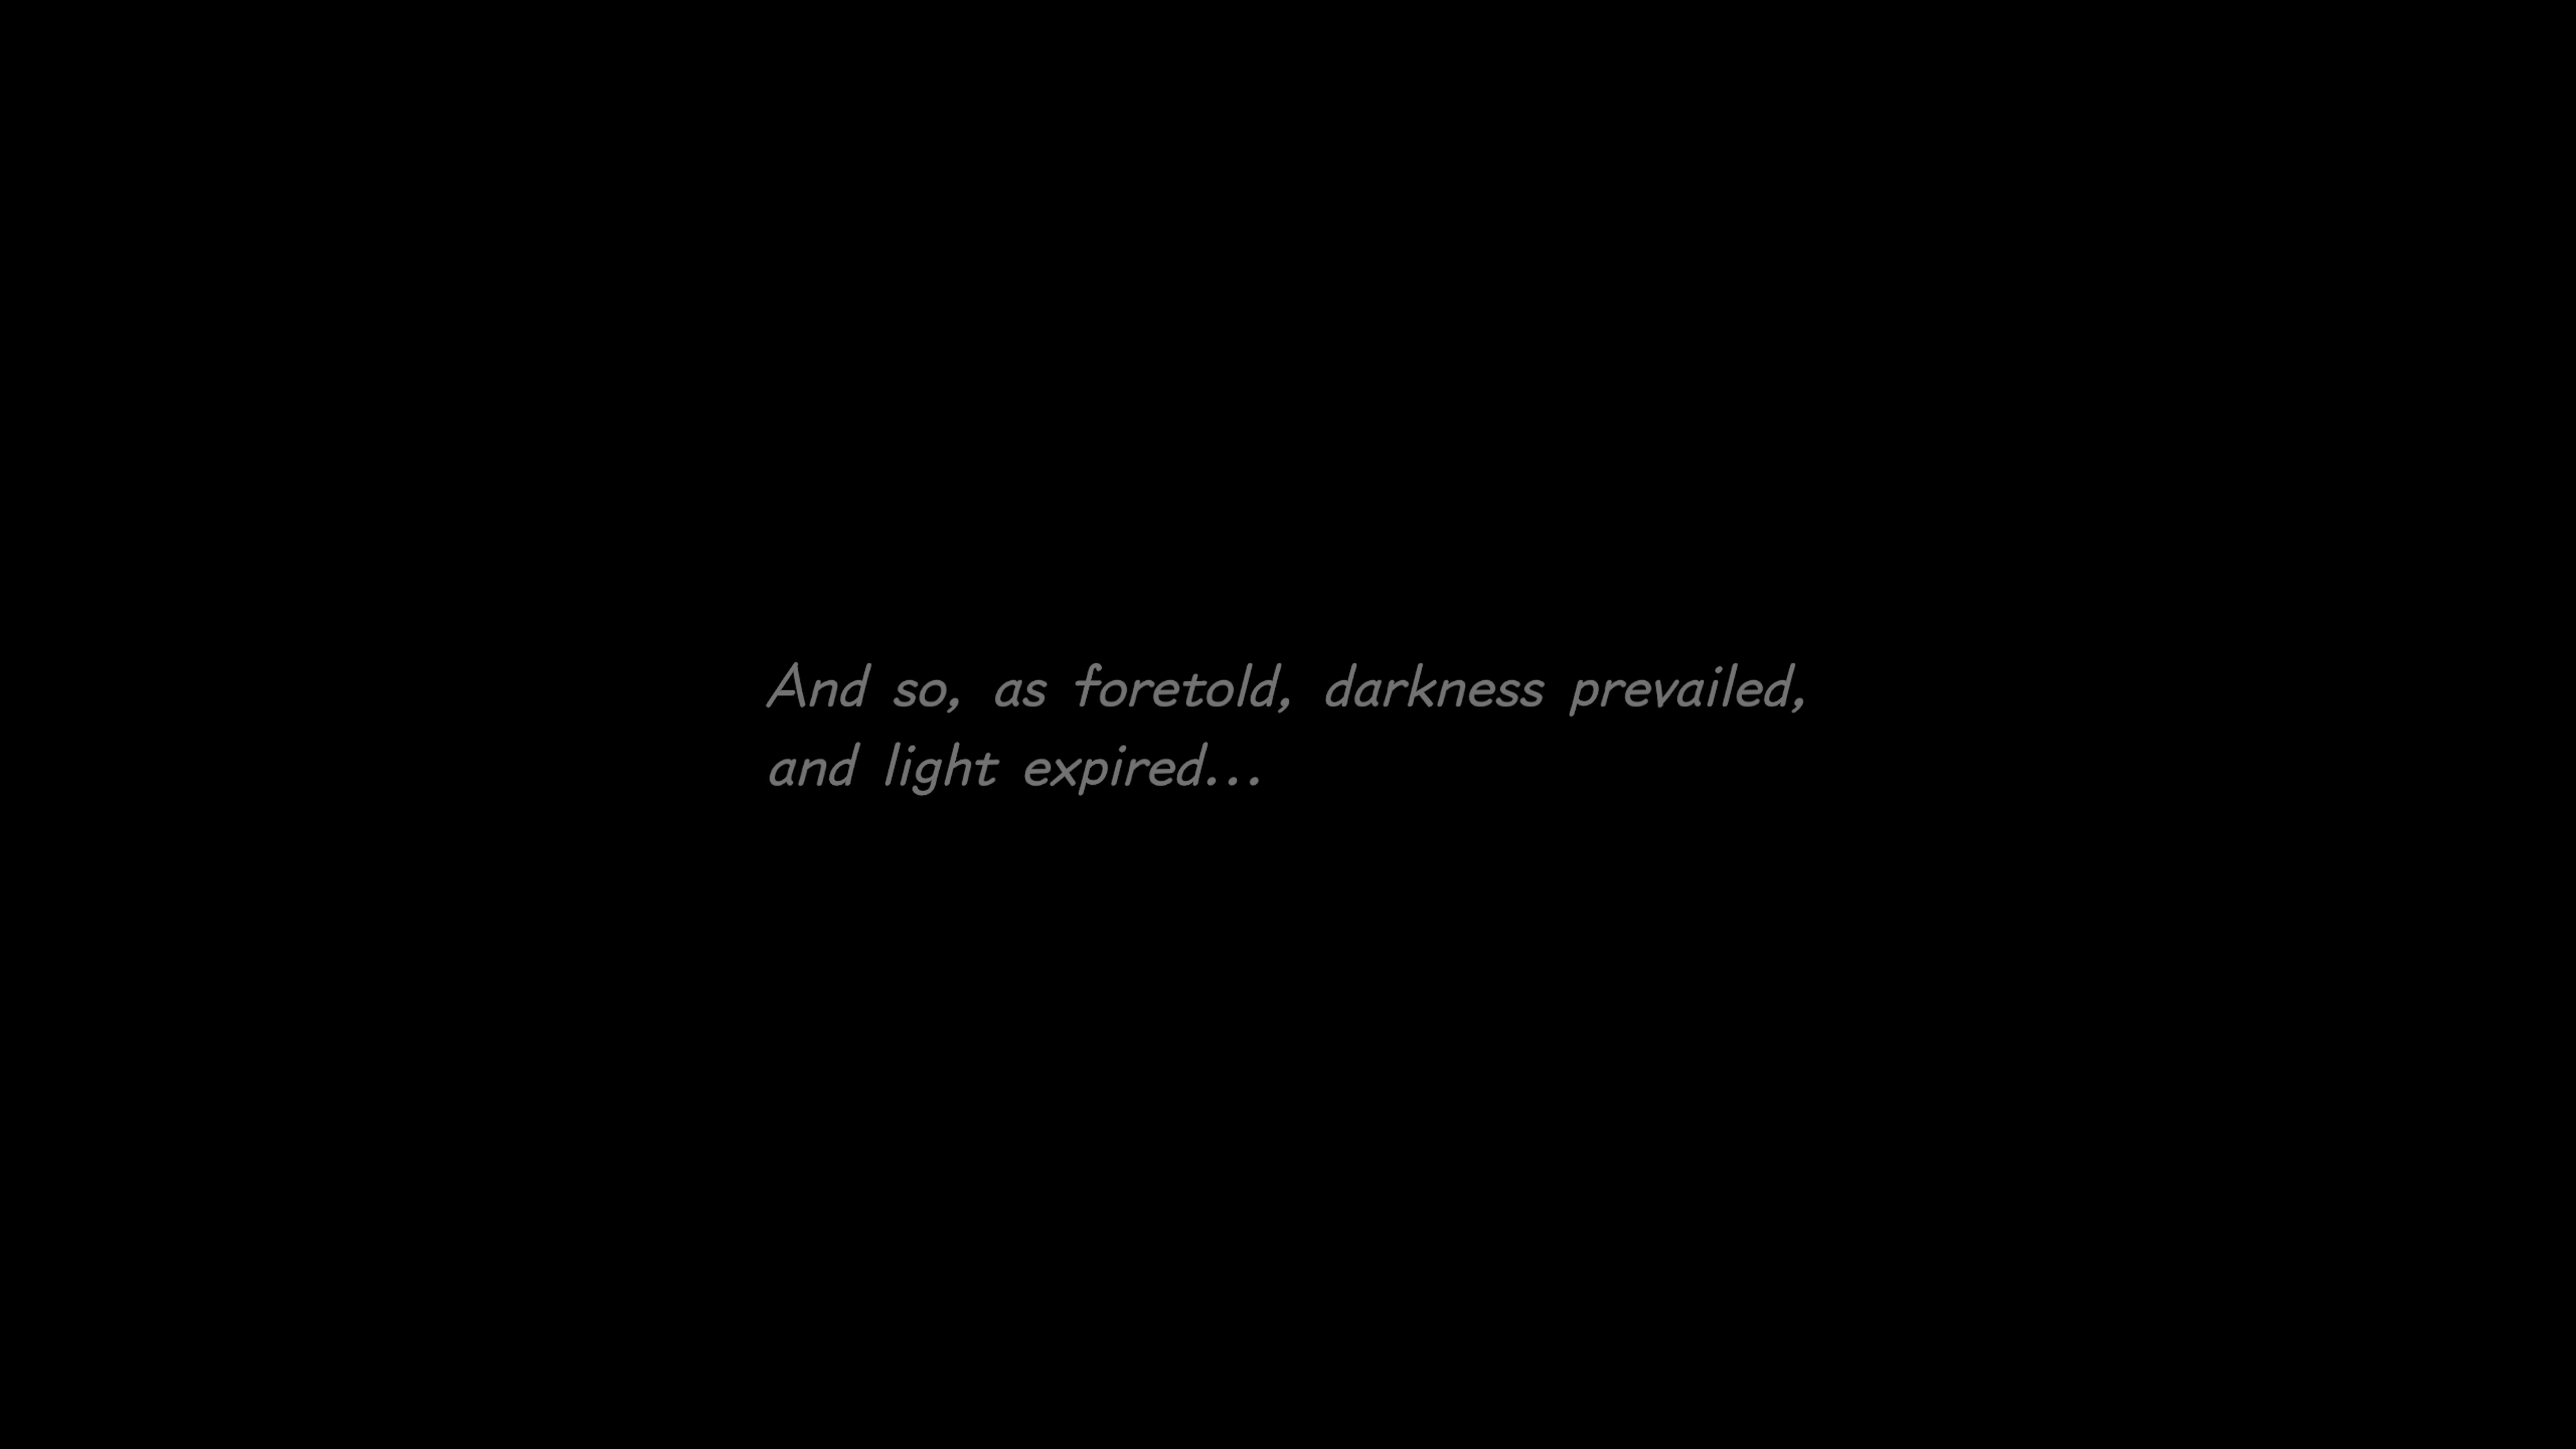 And so, as foretold, darkness prevailed,
and light expired...